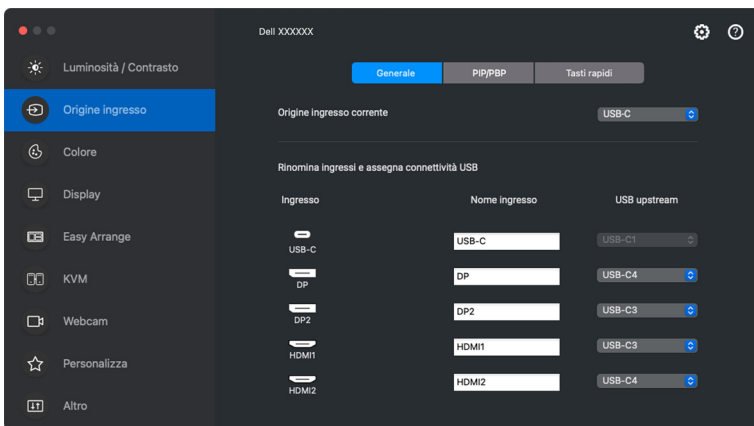 Dell XXXXXX
Luminosità / Contrasto
Origine ingresso
Colore
Display
Easy Arrange
KVM
Webcam
Personalizza
Altro
Generale PIP/PBP Tasti rapidi
Origine ingresso corrente USB-C
Rinomina ingressi e assegna connettività USB
Ingresso Nome ingresso USB upstream
USB-C USB-C USB-C1
DP DP USB-C4
DP2 DP2 USB-C3
HDMI1 HDMI1 USB-C3
HDMI2 HDMI2 USB-C4